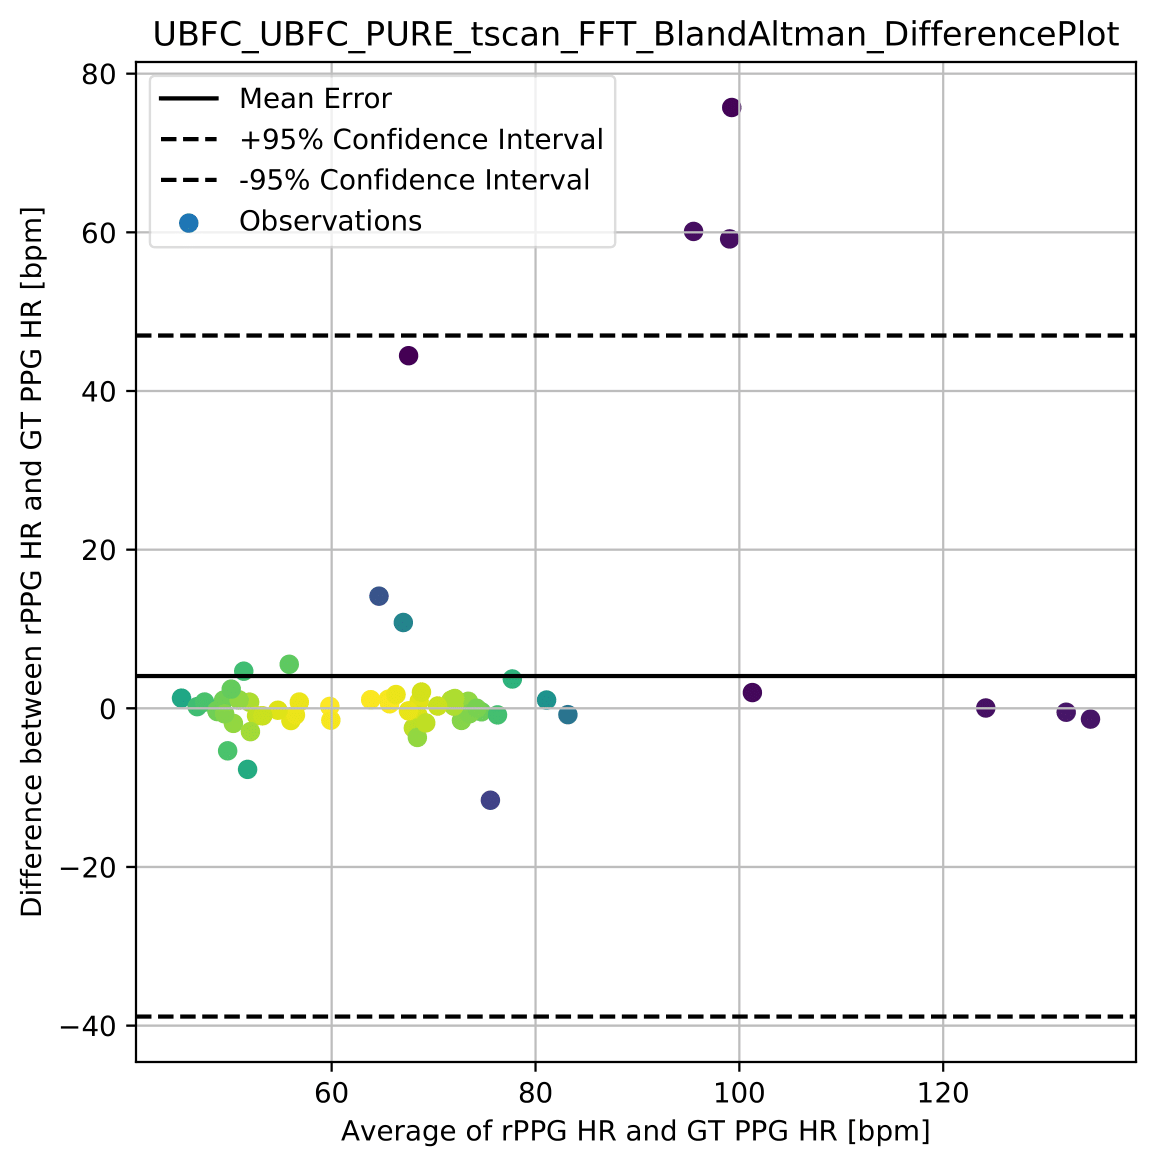 UBFC_UBFC_PURE_tscan_FFT_BlandAltman_DifferencePlot
Mean Error
+95% Confidence Interval
-95% Confidence Interval
Observations
Difference between rPPG HR and GT PPG HR [bpm]
80
60
40
20
0
−20
−40
60
80
100
120
Average of rPPG HR and GT PPG HR [bpm]